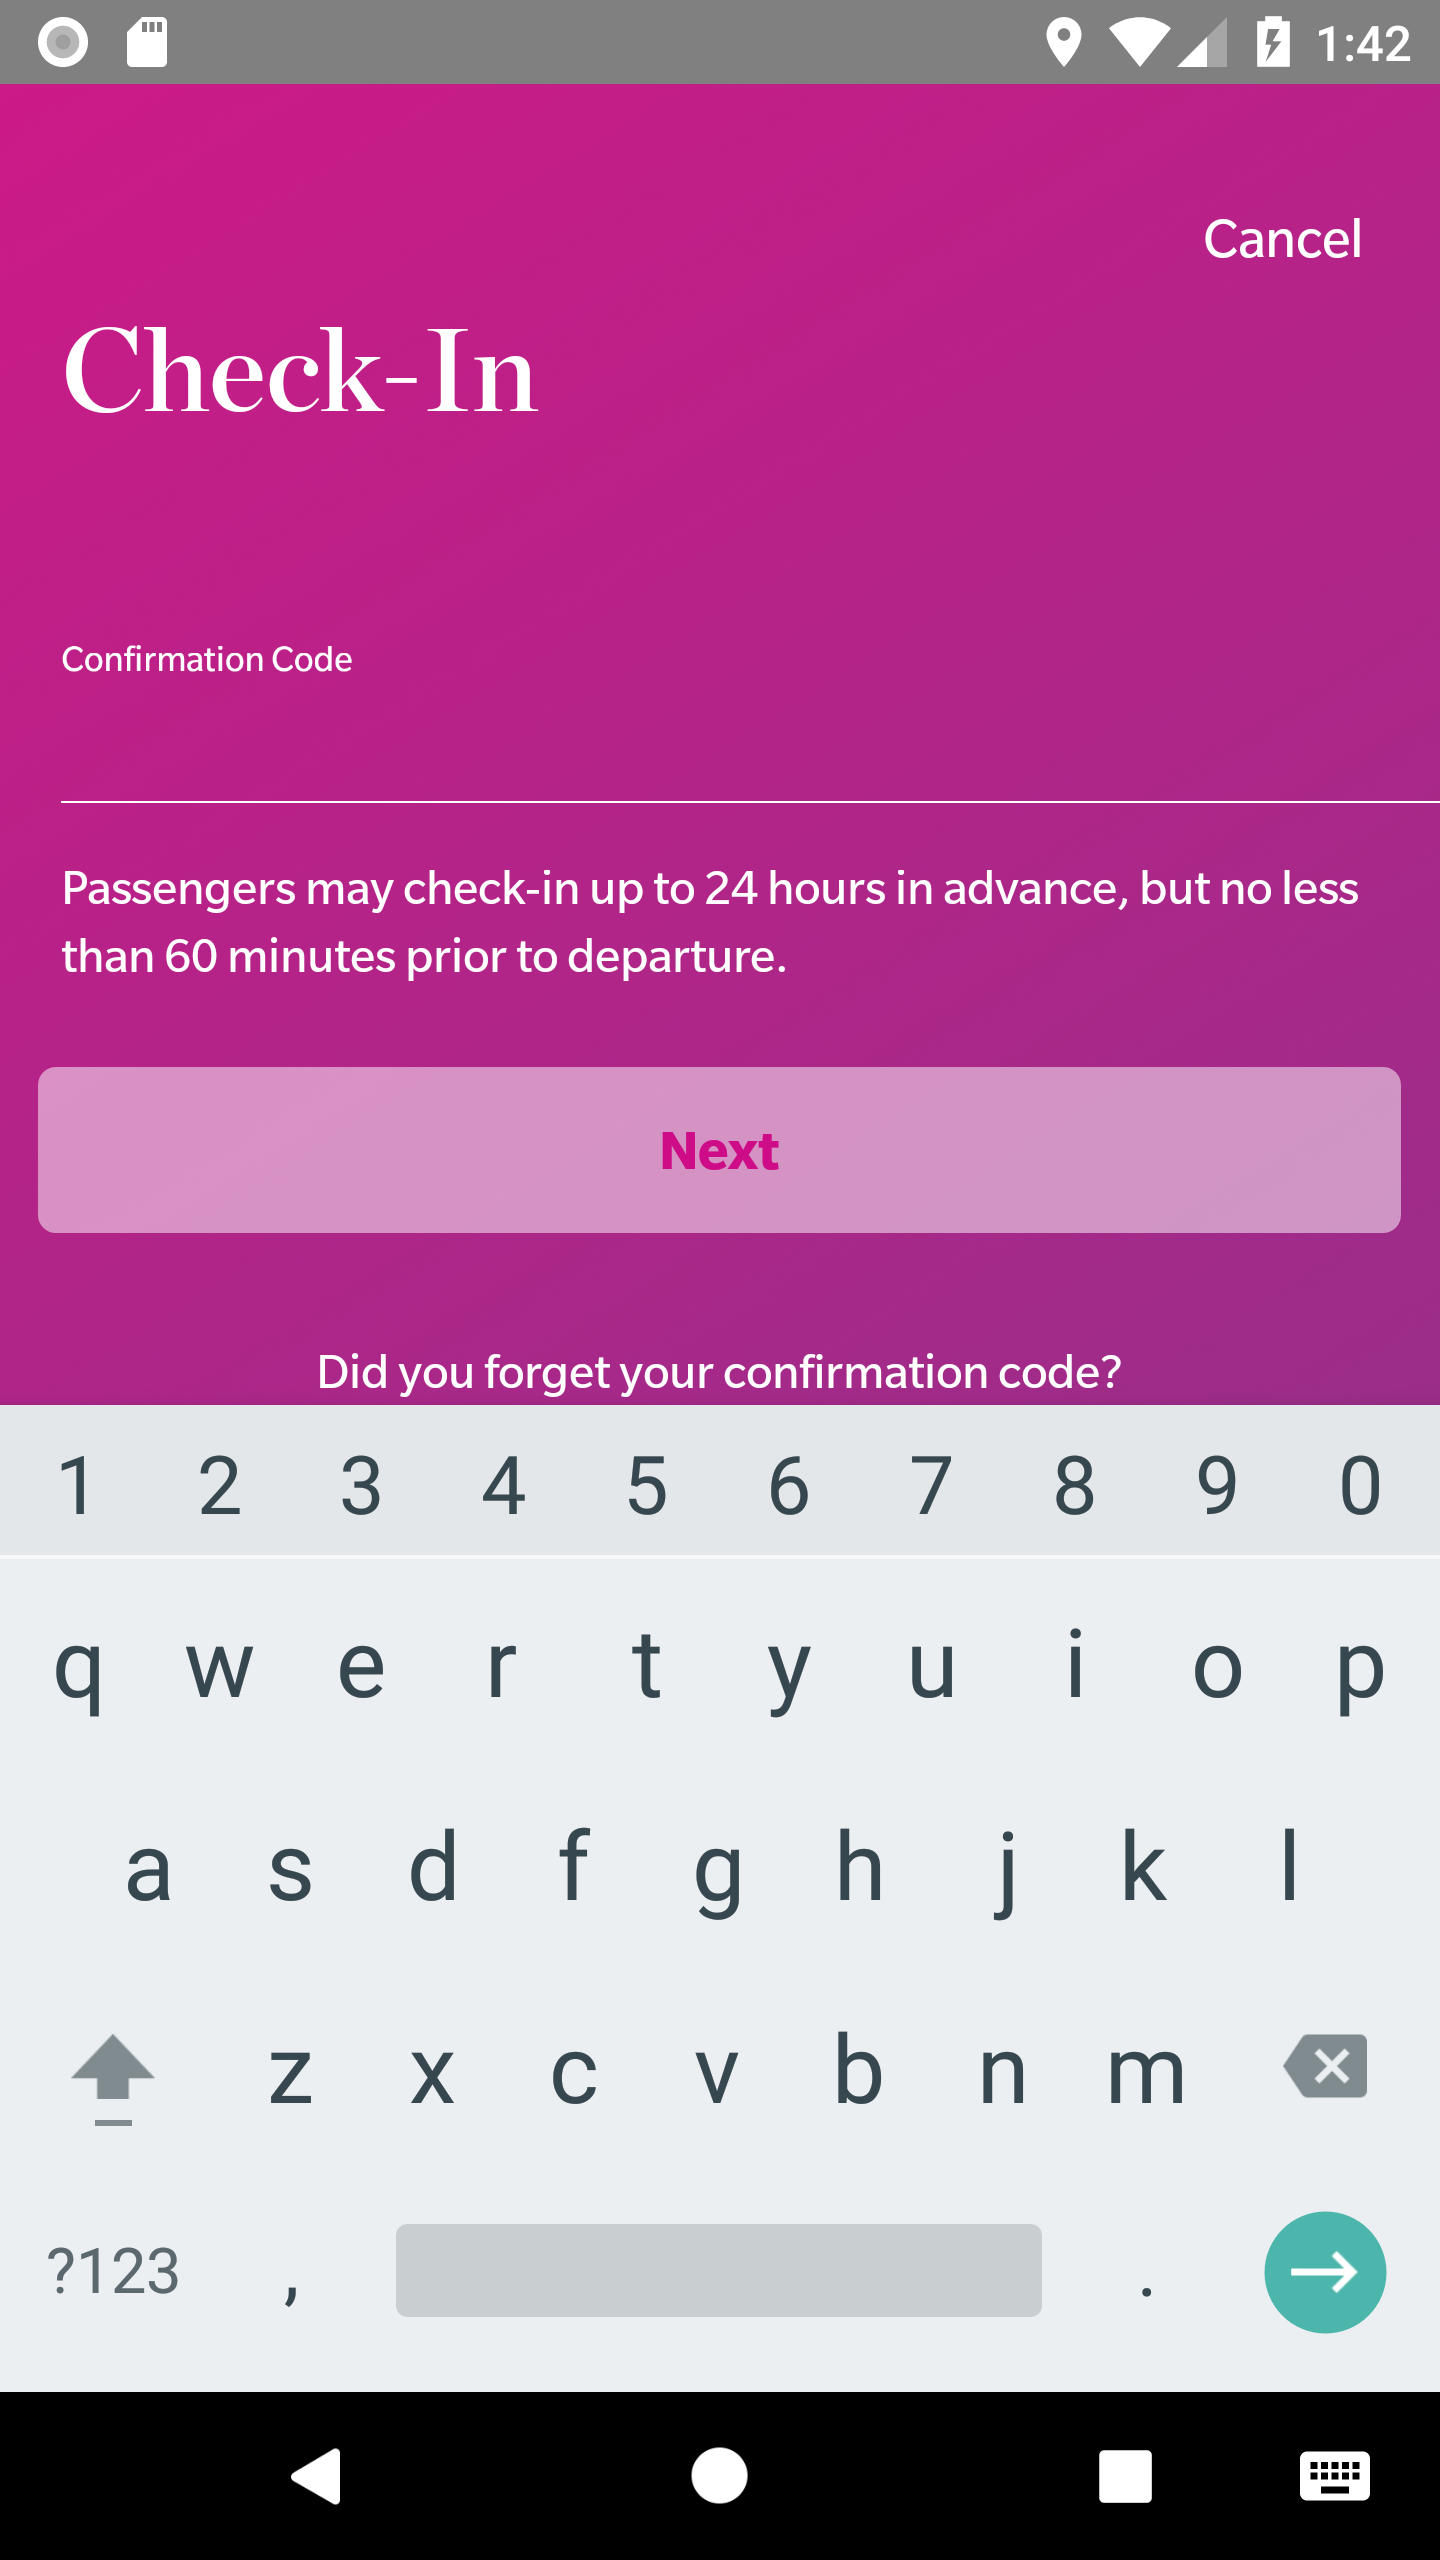 1:42
Cancel
Check-In
Confirmation Code
Passengers may check-in up to 24 hours in advance, but no less
than 60 minutes prior to departure.
Next
Did you forget your confirmation code?
1 2 3 4 5 6 7 8 9 0
q w e r t y u i o p
a s d f g h j k l
z x c v b n m
?123 , .